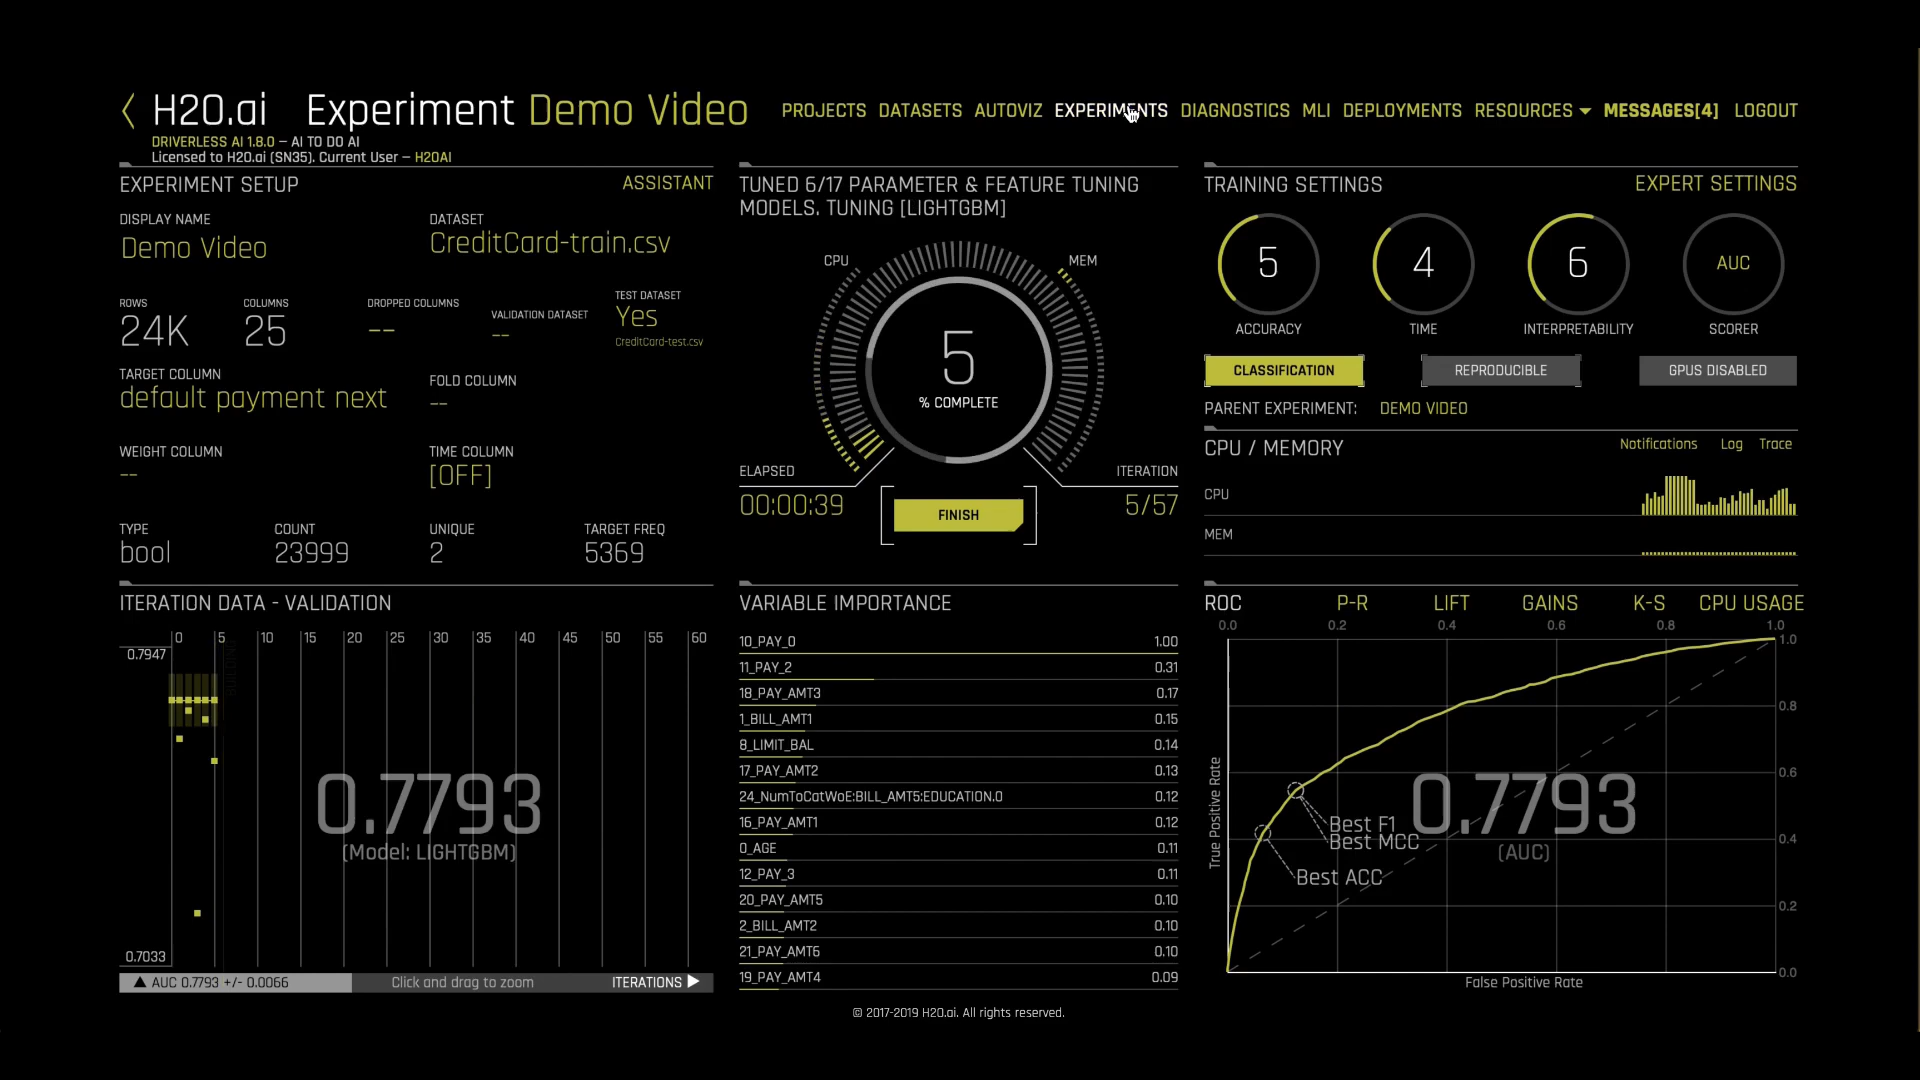 H2O.ai Experiment Demo Video
PROJECTS DATASETS AUTOVIZ EXPERIMENTS DIAGNOSTICS MLI DEPLOYMENTS RESOURCES MESSAGES[4] LOGOUT
DRIVERLESS AI 1.8.0 – AI TO DO AI
Licensed to H2O.ai (SN35). Current User – H2OAI
EXPERIMENT SETUP
ASSISTANT
DISPLAY NAME
Demo Video
DATASET
CreditCard-train.csv
ROWS
24K
COLUMNS
25
DROPPED COLUMNS
--
VALIDATION DATASET
--
TEST DATASET
Yes
CreditCard-test.csv
TARGET COLUMN
default payment next
FOLD COLUMN
--
WEIGHT COLUMN
--
TIME COLUMN
[OFF]
TYPE
bool
COUNT
23999
UNIQUE
2
TARGET FREQ
5369
TUNED 6/17 PARAMETER & FEATURE TUNING
MODELS. TUNING [LIGHTGBM]
CPU
MEM
5
% COMPLETE
ELAPSED
00:00:39
FINISH
ITERATION
5/57
TRAINING SETTINGS
EXPERT SETTINGS
5
ACCURACY
4
TIME
6
INTERPRETABILITY
AUC
SCORER
CLASSIFICATION
REPRODUCIBLE
GPUS DISABLED
PARENT EXPERIMENT: DEMO VIDEO
CPU / MEMORY
Notifications Log Trace
CPU
MEM
ITERATION DATA - VALIDATION
0 5 10 15 20 25 30 35 40 45 50 55 60
0.7947
0.7793
(Model: LIGHTGBM)
0.7033
AUC 0.7793 +/- 0.0066
Click and drag to zoom
ITERATIONS
VARIABLE IMPORTANCE
10_PAY_0 1.00
11_PAY_2 0.31
18_PAY_AMT3 0.17
1_BILL_AMT1 0.15
8_LIMIT_BAL 0.14
17_PAY_AMT2 0.13
24_NumToCatWoE:BILL_AMT5:EDUCATION.0 0.12
16_PAY_AMT1 0.12
0_AGE 0.11
12_PAY_3 0.11
20_PAY_AMT5 0.10
2_BILL_AMT2 0.10
21_PAY_AMT6 0.10
19_PAY_AMT4 0.09
ROC P-R LIFT GAINS K-S CPU USAGE
0.0 0.2 0.4 0.6 0.8 1.0
1.0
0.8
0.6
0.4
0.2
0.0
True Positive Rate
0.7793
(AUC)
Best F1
Best MCC
Best ACC
False Positive Rate
© 2017-2019 H2O.ai. All rights reserved.